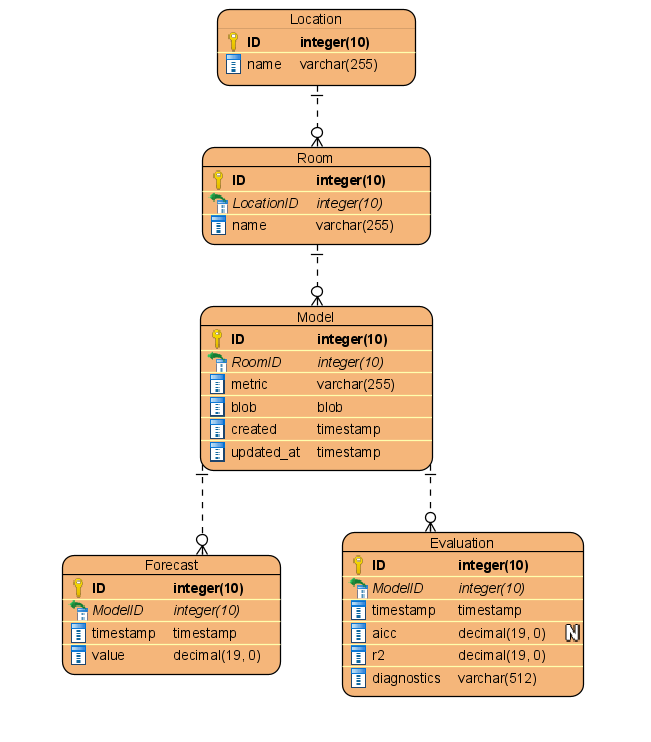 Location
ID integer(10)
name varchar(255)
Room
ID integer(10)
LocationID integer(10)
name varchar(255)
Model
ID integer(10)
RoomID integer(10)
metric varchar(255)
blob blob
created timestamp
updated_at timestamp
Forecast
ID integer(10)
ModelID integer(10)
timestamp timestamp
value decimal(19, 0)
Evaluation
ID integer(10)
ModelID integer(10)
timestamp timestamp
aicc decimal(19, 0) N
r2 decimal(19, 0)
diagnostics varchar(512)